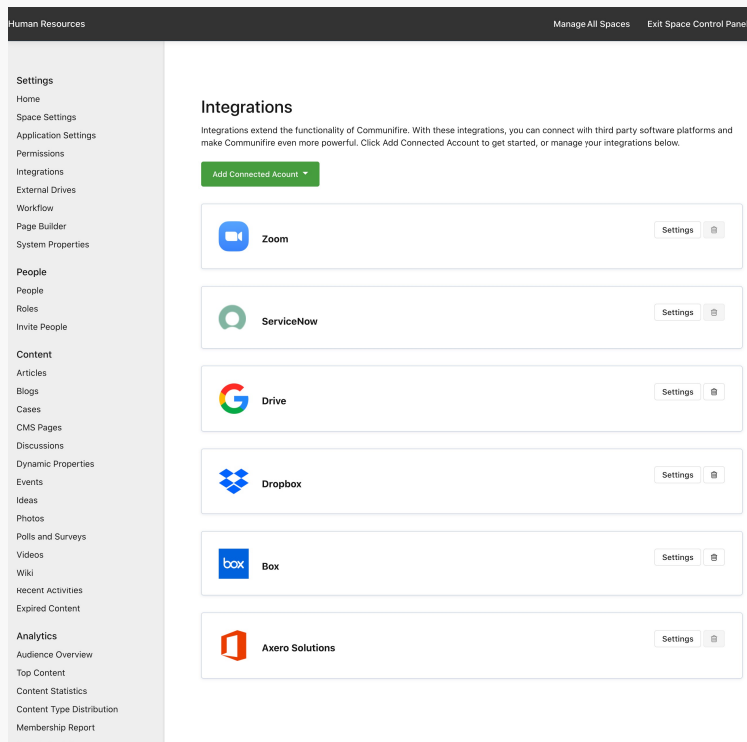 Human Resources
Manage All Spaces
Exit Space Control Panel
Settings
Home
Space Settings
Application Settings
Permissions
Integrations
External Drives
Workflow
Page Builder
System Properties
People
People
Roles
Invite People
Content
Articles
Blogs
Cases
CMS Pages
Discussions
Dynamic Properties
Events
Ideas
Photos
Polls and Surveys
Videos
Wiki
Recent Activities
Expired Content
Analytics
Audience Overview
Top Content
Content Statistics
Content Type Distribution
Membership Report
Integrations
Integrations extend the functionality of Communifire. With these integrations, you can connect with third party software platforms and
make Communifire even more powerful. Click Add Connected Account to get started, or manage your integrations below.
Add Connected Acount
Zoom
Settings
ServiceNow
Settings
Drive
Settings
Dropbox
Settings
box
Box
Settings
Axero Solutions
Settings